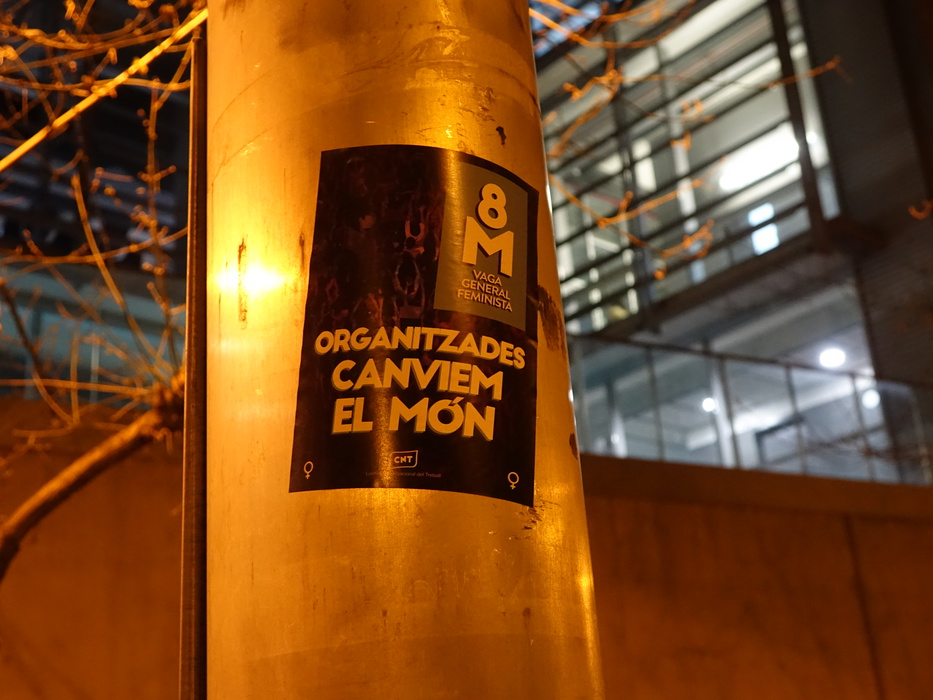 8
M
VAGA
GENERAL
FEMINISTA
ORGANITZADES
CANVIEM
EL MÓN
CNT